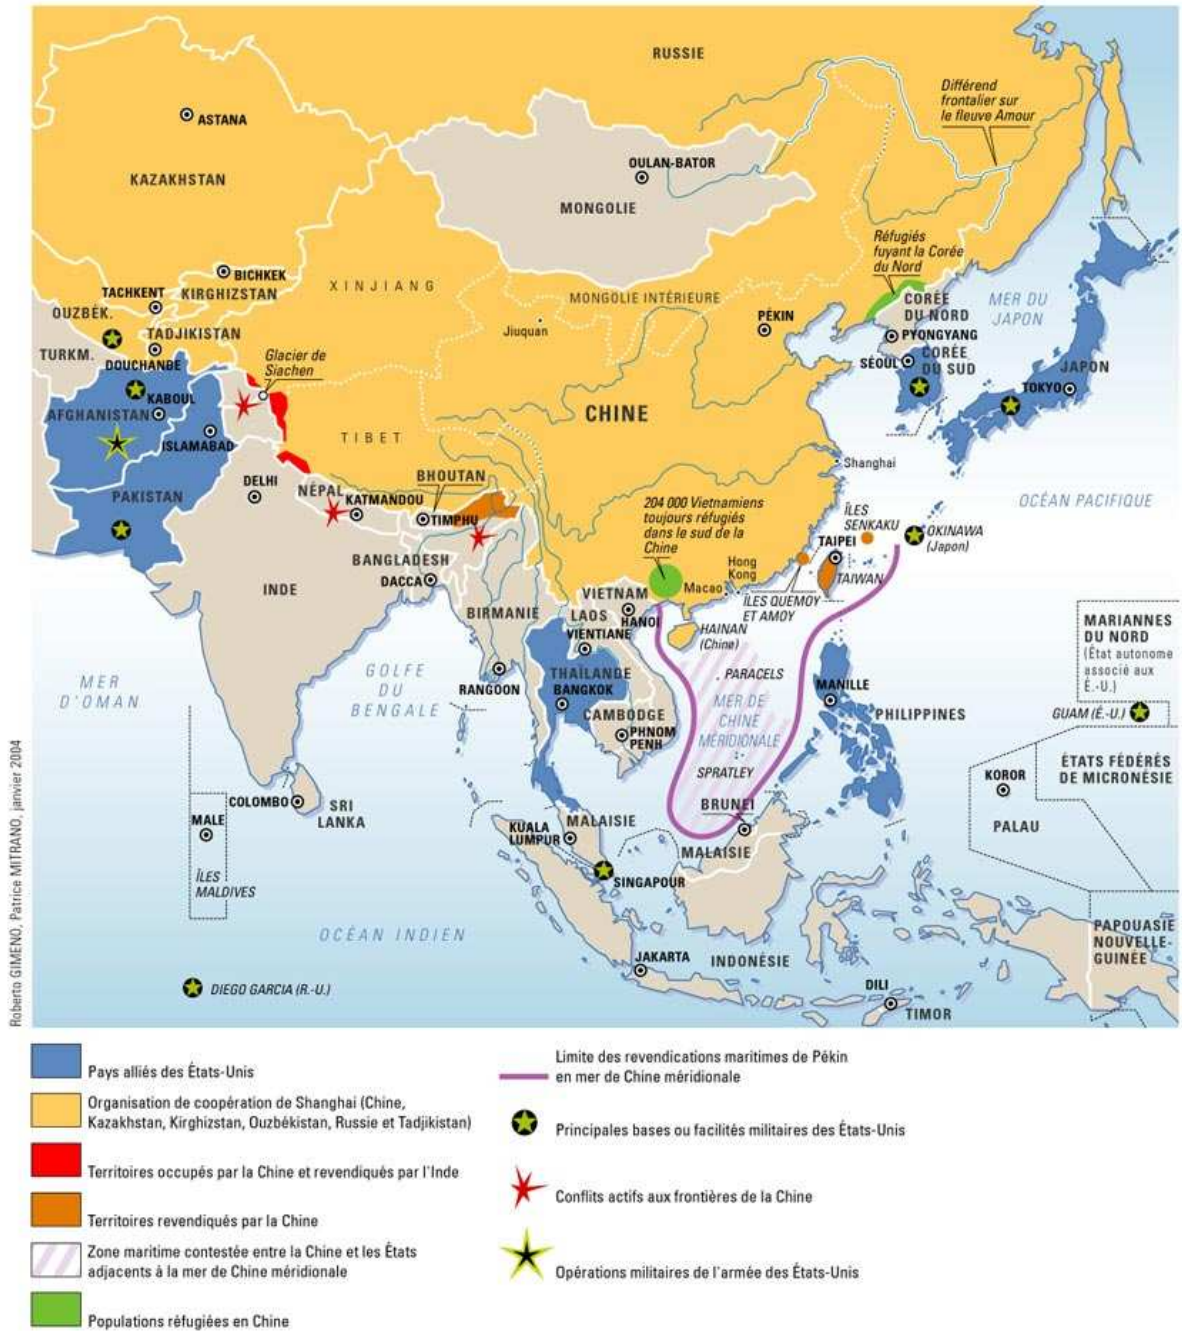 RUSSIE
Différend
frontalier sur
le fleuve Amour
ASTANA
KAZAKHSTAN
OULAN-BATOR
MONGOLIE
Réfugiés
fuyant la Corée
du Nord
BICHKEK
KIRGHIZSTAN
TACHKENT
OUZBÉK.
XINJIANG
MONGOLIE INTÉRIEURE
PÉKIN
Jiuquan
CORÉE
DU NORD
MER DU
JAPON
PYONGYANG
TADJIKISTAN
TURKM.
DOUCHANBÉ
Glacier de
Siachen
SÉOUL
CORÉE
DU SUD
JAPON
TOKYO
KABOUL
AFGHANISTAN
ISLAMABAD
CHINE
TIBET
Shanghai
PAKISTAN
DELHI
NÉPAL
KATMANDOU
BHOUTAN
TIMPHU
204 000 Vietnamiens
toujours réfugiés
dans le sud de la
Chine
OCÉAN PACIFIQUE
ÎLES
SENKAKU
OKINAWA
(Japon)
TAIPEI
TAIWAN
BANGLADESH
DACCA
INDE
BIRMANIE
VIETNAM
HANOI
LAOS
VIENTIANE
Macao
Hong
Kong
ÎLES QUEMOY
ET AMOY
HAINAN
(Chine)
MARIANNES
DU NORD
(État autonome
associé aux
É.-U.)
GUAM (É.-U.)
MER
D'OMAN
GOLFE
DU
BENGALE
RANGOON
THAÏLANDE
BANGKOK
CAMBODGE
PHNOM
PENH
PARACELS
MER DE
CHINE
MÉRIDIONALE
SPRATLEY
MANILLE
PHILIPPINES
ÉTATS FÉDÉRÉS
DE MICRONÉSIE
KOROR
PALAU
COLOMBO
SRI
LANKA
MALE
ÎLES
MALDIVES
BRUNEI
MALAISIE
KUALA
LUMPUR
MALAISIE
SINGAPOUR
OCÉAN INDIEN
JAKARTA
INDONÉSIE
PAPOUASIE
NOUVELLE-
GUINÉE
DIEGO GARCIA (R.-U.)
DILI
TIMOR
Roberto GIMENO, Patrice MITRANO, janvier 2004
Pays alliés des États-Unis
Organisation de coopération de Shanghai (Chine,
Kazakhstan, Kirghizstan, Ouzbékistan, Russie et Tadjikistan)
Territoires occupés par la Chine et revendiqués par l'Inde
Territoires revendiqués par la Chine
Zone maritime contestée entre la Chine et les États
adjacents à la mer de Chine méridionale
Populations réfugiées en Chine
Limite des revendications maritimes de Pékin
en mer de Chine méridionale
Principales bases ou facilités militaires des États-Unis
Conflits actifs aux frontières de la Chine
Opérations militaires de l'armée des États-Unis